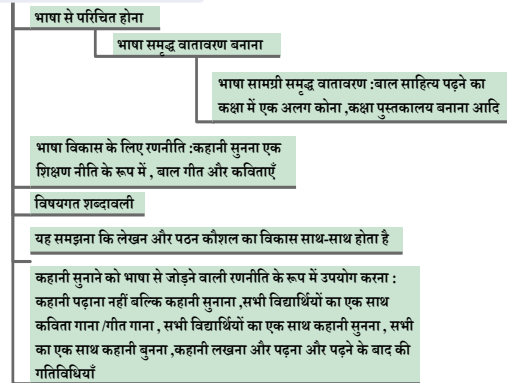 भाषा से परिचित होना
भाषा समृद्ध वातावरण बनाना
भाषा सामग्री समृद्ध वातावरण :बाल साहित्य पढ़ने का
कक्षा में एक अलग कोना ,कक्षा पुस्तकालय बनाना आदि
भाषा विकास के लिए रणनीति :कहानी सुनना एक
शिक्षण नीति के रूप में , बाल गीत और कविताएँ
विषयगत शब्दावली
यह समझना कि लेखन और पठन कौशल का विकास साथ-साथ होता है
कहानी सुनाने को भाषा से जोड़ने वाली रणनीति के रूप में उपयोग करना :
कहानी पढ़ाना नहीं बल्कि कहानी सुनाना ,सभी विद्यार्थियों का एक साथ
कविता गाना /गीत गाना , सभी विद्यार्थियों का एक साथ कहानी सुनना , सभी
का एक साथ कहानी बुनना ,कहानी लखना और पढ़ना और पढ़ने के बाद की
गतिविधियाँ